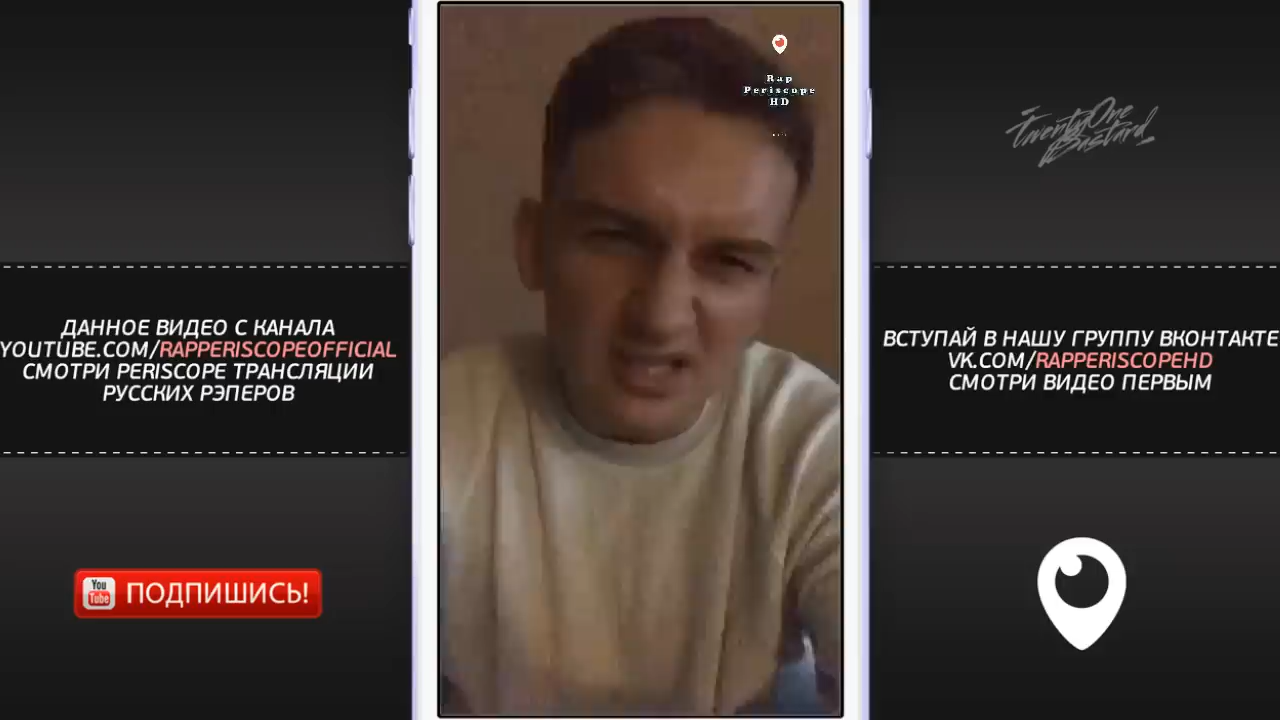 Rap
Periscope
HD
...
TwentyOne
Bastard
ДАННОЕ ВИДЕО С КАНАЛА
YOUTUBE.COM/RAPPERISCOPEOFFICIAL
СМОТРИ PERISCOPE ТРАНСЛЯЦИИ
РУССКИХ РЭПЕРОВ
ВСТУПАЙ В НАШУ ГРУППУ ВКОНТАКТЕ
VK.COM/RAPPERISCOPEHD
СМОТРИ ВИДЕО ПЕРВЫМ
You
Tube
ПОДПИШИСЬ!